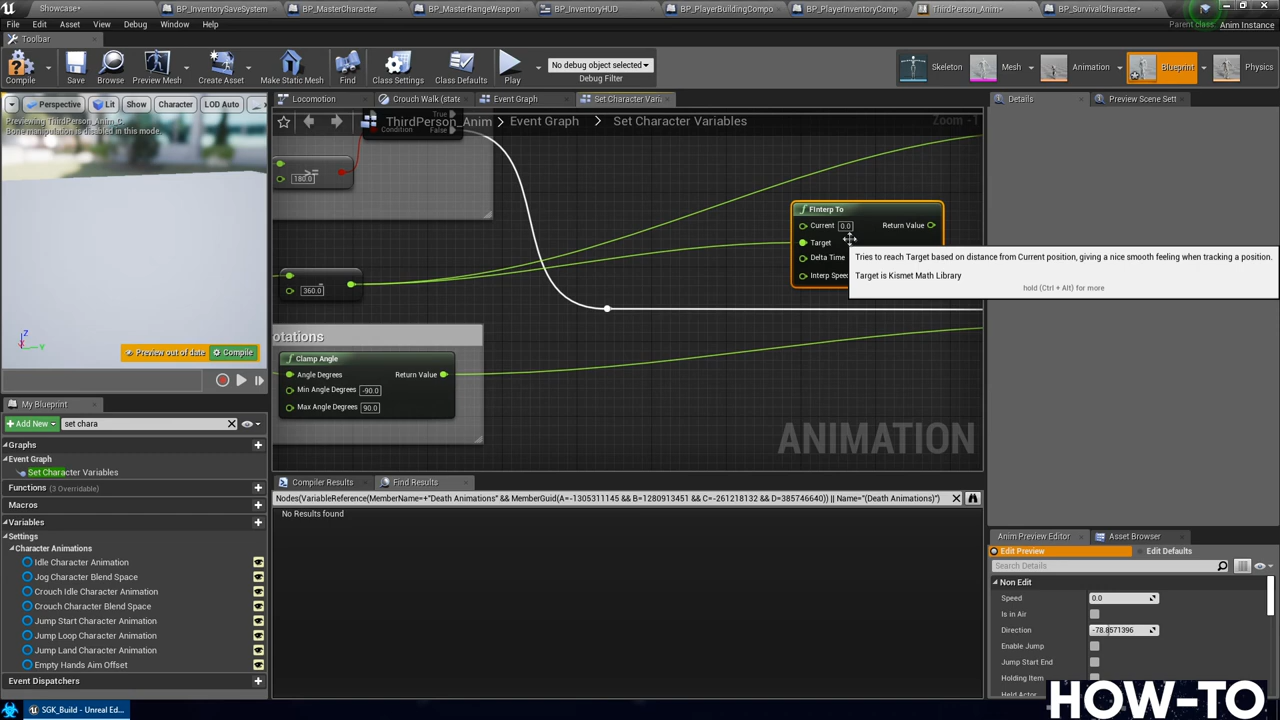 Showcase*
BP_InventorySaveSystem
BP_MasterCharacter
BP_MasterRangeWeapon
BP_InventoryHUD
BP_PlayerBuildingCompo
BP_PlayerInventoryComp
ThirdPerson_Anim*
BP_SurvivalCharacter*
File
Edit
Asset
View
Debug
Window
Help
Parent class:
Anim Instance
Toolbar
Compile
Save
Browse
Preview Mesh
Create Asset
Make Static Mesh
Find
Class Settings
Class Defaults
Play
No debug object selected
Debug Filter
Skeleton
Mesh
Animation
Blueprint
Physics
Perspective
Lit
Show
Character
LOD Auto
Previewing ThirdPerson_Anim_C.
Bone manipulation is disabled in this mode.
Preview out of date
Compile
Z
Y
Locomotion
Crouch Walk (state
Event Graph
Set Character Vari
ThirdPerson_Anim > Event Graph > Set Character Variables
Zoom -1
True
Condition
False
>=
180.0
360.0
FInterp To
Current 0.0
Return Value
Target
Delta Time
Interp Speed
Tries to reach Target based on distance from Current position, giving a nice smooth feeling when tracking a position.
Target is Kismet Math Library
hold (Ctrl + Alt) for more
otations
Clamp Angle
Angle Degrees
Return Value
Min Angle Degrees -90.0
Max Angle Degrees 90.0
ANIMATION
My Blueprint
Add New
set chara
Graphs
Event Graph
Set Character Variables
Functions (3 Overridable)
Macros
Variables
Settings
Character Animations
Idle Character Animation
Jog Character Blend Space
Crouch Idle Character Animation
Crouch Character Blend Space
Jump Start Character Animation
Jump Loop Character Animation
Jump Land Character Animation
Empty Hands Aim Offset
Event Dispatchers
Compiler Results
Find Results
Nodes(VariableReference(MemberName=+"Death Animations" && MemberGuid(A=-1305311145 && B=1280913451 && C=-261218132 && D=385746640)) || Name="(Death Animations)")
No Results found
Details
Preview Scene Sett
Anim Preview Editor
Asset Browser
Edit Preview
Edit Defaults
Search Details
Non Edit
Speed
0.0
Is in Air
Direction
-78.8571396
Enable Jump
Jump Start End
Holding Item
Held Actor
SGK_Build - Unreal Ed...
HOW-TO